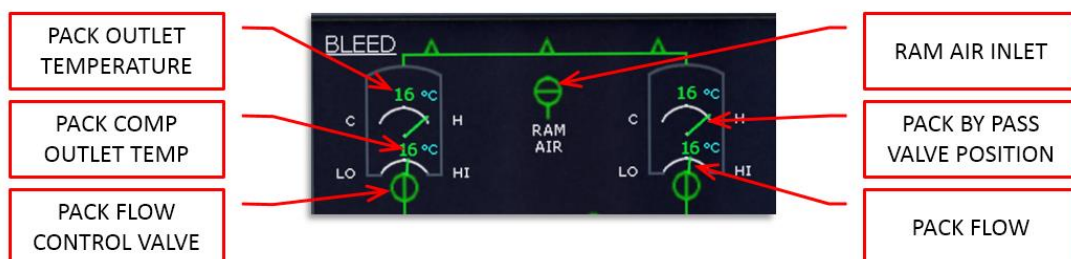 PACK OUTLET
TEMPERATURE
PACK COMP
OUTLET TEMP
PACK FLOW
CONTROL VALVE
BLEED
16 °C
C
H
16 °C
LO
HI
RAM
AIR
16 °C
C
H
16 °C
LO
HI
RAM AIR INLET
PACK BY PASS
VALVE POSITION
PACK FLOW